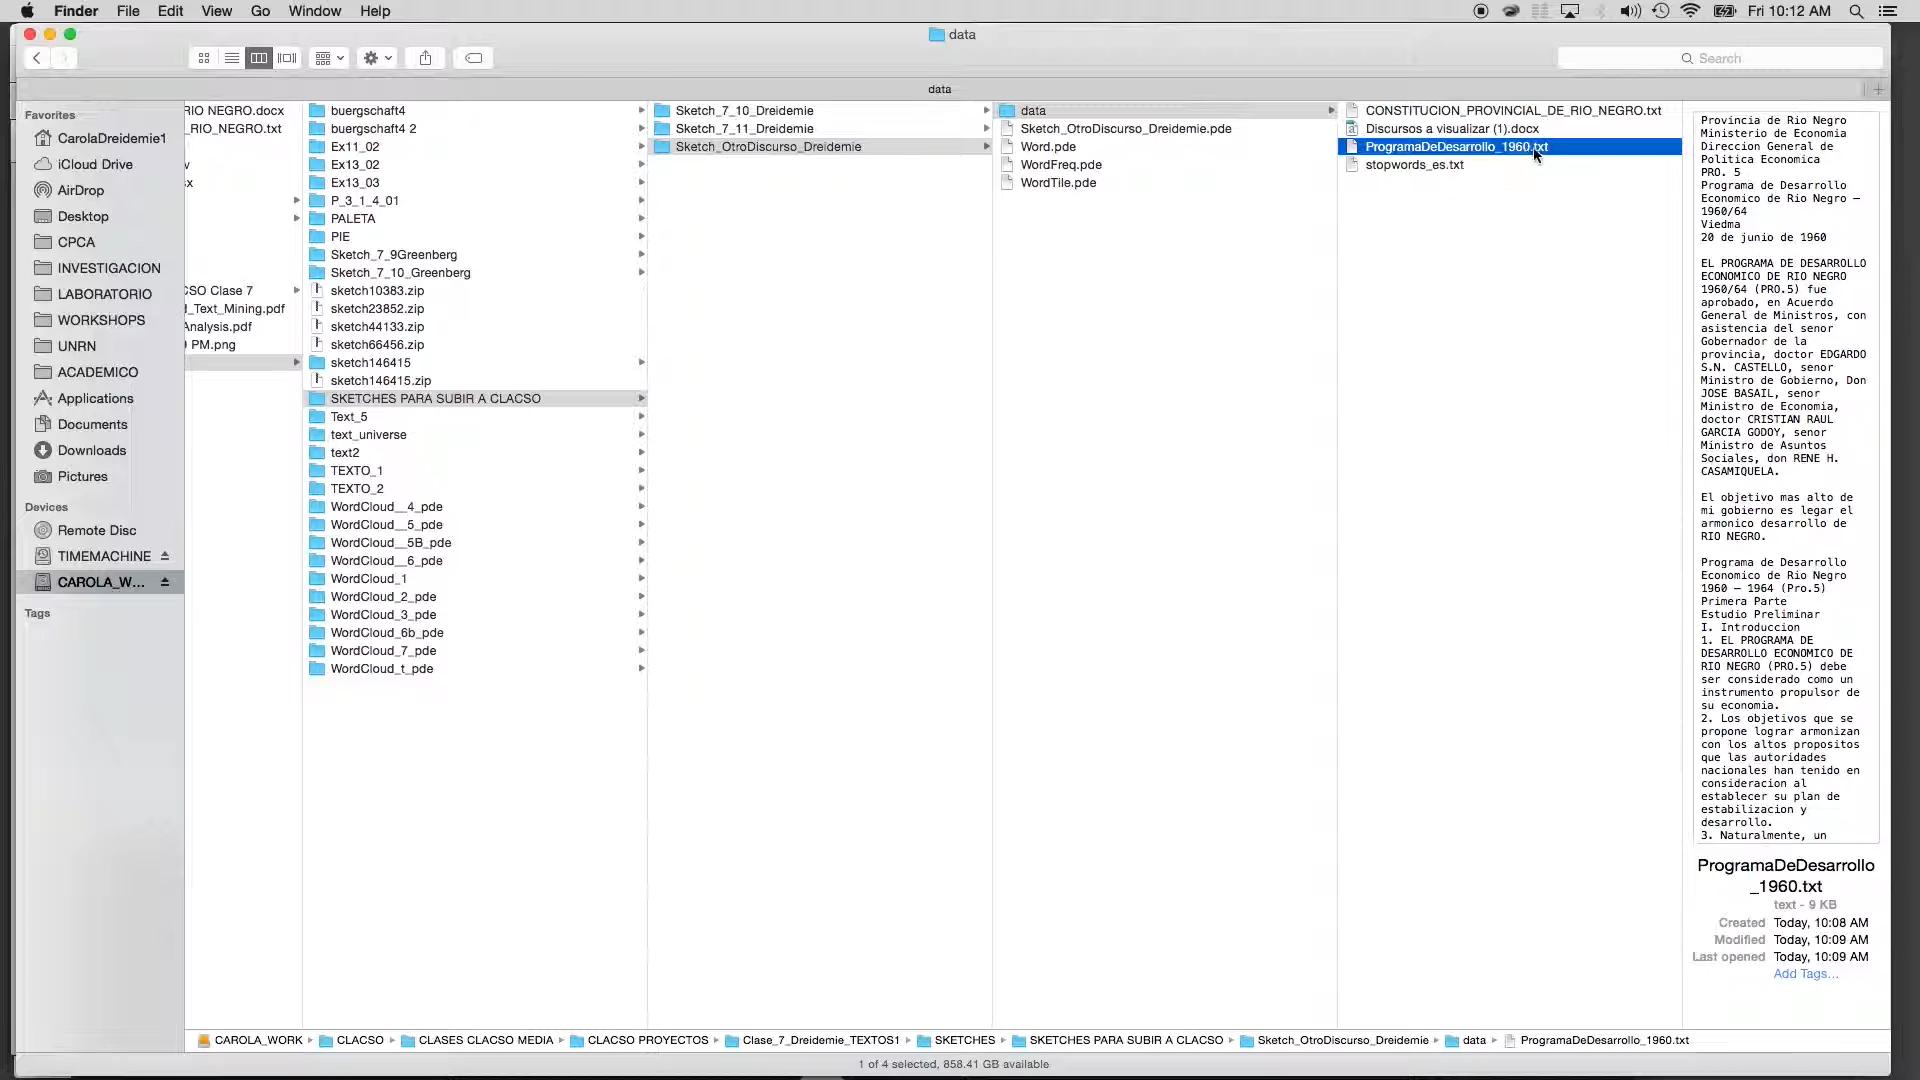 Finder File Edit View Go Window Help
Fri 10:12 AM
data
Search
data
Favorites
CarolaDreidemie1
iCloud Drive
AirDrop
Desktop
CPCA
INVESTIGACION
LABORATORIO
WORKSHOPS
UNRN
ACADEMICO
Applications
Documents
Downloads
Pictures
Devices
Remote Disc
TIMEMACHINE
CAROLA_W...
Tags
RIO NEGRO.docx
_RIO_NEGRO.txt
SO Clase 7
_Text_Mining.pdf
Analysis.pdf
PM.png
buergschaft4
buergschaft4 2
Ex11_02
Ex13_02
Ex13_03
P_3_1_4_01
PALETA
PIE
Sketch_7_9Greenberg
Sketch_7_10_Greenberg
sketch10383.zip
sketch23852.zip
sketch44133.zip
sketch66456.zip
sketch146415
sketch146415.zip
SKETCHES PARA SUBIR A CLACSO
Text_5
text_universe
text2
TEXTO_1
TEXTO_2
WordCloud__4_pde
WordCloud__5_pde
WordCloud__5B_pde
WordCloud__6_pde
WordCloud_1
WordCloud_2_pde
WordCloud_3_pde
WordCloud_6b_pde
WordCloud_7_pde
WordCloud_t_pde
Sketch_7_10_Dreidemie
Sketch_7_11_Dreidemie
Sketch_OtroDiscurso_Dreidemie
data
Sketch_OtroDiscurso_Dreidemie.pde
Word.pde
WordFreq.pde
WordTile.pde
CONSTITUCION_PROVINCIAL_DE_RIO_NEGRO.txt
Discursos a visualizar (1).docx
ProgramaDeDesarrollo_1960.txt
stopwords_es.txt
Provincia de Rio Negro
Ministerio de Economia
Direccion General de
Politica Economica
PRO. 5
Programa de Desarrollo
Economico de Rio Negro –
1960/64
Viedma
20 de junio de 1960
EL PROGRAMA DE DESARROLLO
ECONOMICO DE RIO NEGRO
1960/64 (PRO.5) fue
aprobado, en Acuerdo
General de Ministros, con
asistencia del senor
Gobernador de la
provincia, doctor EDGARDO
S.N. CASTELLO, senor
Ministro de Gobierno, Don
JOSE BASAIL, senor
Ministro de Economia,
doctor CRISTIAN RAUL
GARCIA GODOY, senor
Ministro de Asuntos
Sociales, don RENE H.
CASAMIQUELA.
El objetivo mas alto de
mi gobierno es legar el
armonico desarrollo de
RIO NEGRO.
Programa de Desarrollo
Economico de Rio Negro
1960 – 1964 (Pro.5)
Primera Parte
Estudio Preliminar
I. Introduccion
1. EL PROGRAMA DE
DESARROLLO ECONOMICO DE
RIO NEGRO (PRO.5) debe
ser considerado como un
instrumento propulsor de
su economia.
2. Los objetivos que se
propone lograr armonizan
con los altos propositos
que las autoridades
nacionales han tenido en
consideracion al
establecer su plan de
estabilizacion y
desarrollo.
3. Naturalmente, un
ProgramaDeDesarrollo
_1960.txt
text - 9 KB
Created Today, 10:08 AM
Modified Today, 10:09 AM
Last opened Today, 10:09 AM
Add Tags...
CAROLA_WORK CLACSO CLASES CLACSO MEDIA CLACSO PROYECTOS Clase_7_Dreidemie_TEXTOS1 SKETCHES SKETCHES PARA SUBIR A CLACSO Sketch_OtroDiscurso_Dreidemie data ProgramaDeDesarrollo_1960.txt
1 of 4 selected, 858.41 GB available